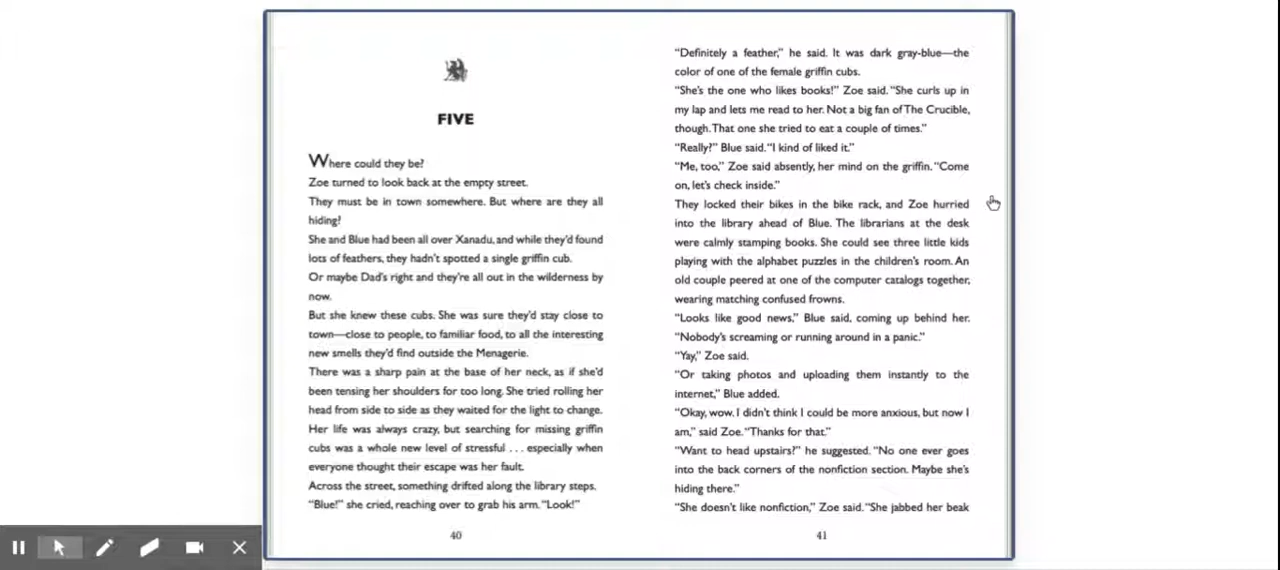 FIVE
Where could they be?
Zoe turned to look back at the empty street.
They must be in town somewhere. But where are they all
hiding?
She and Blue had been all over Xanadu, and while they’d found
lots of feathers, they hadn’t spotted a single griffin cub.
Or maybe Dad’s right and they’re all out in the wilderness by
now.
But she knew these cubs. She was sure they’d stay close to
town—close to people, to familiar food, to all the interesting
new smells they’d find outside the Menagerie.
There was a sharp pain at the base of her neck, as if she’d
been tensing her shoulders for too long. She tried rolling her
head from side to side as they waited for the light to change.
Her life was always crazy, but searching for missing griffin
cubs was a whole new level of stressful . . . especially when
everyone thought their escape was her fault.
Across the street, something drifted along the library steps.
“Blue!” she cried, reaching over to grab his arm. “Look!”
40
“Definitely a feather,” he said. It was dark gray-blue—the
color of one of the female griffin cubs.
“She’s the one who likes books!” Zoe said. “She curls up in
my lap and lets me read to her. Not a big fan of The Crucible,
though. That one she tried to eat a couple of times.”
“Really?” Blue said. “I kind of liked it.”
“Me, too,” Zoe said absently, her mind on the griffin. “Come
on, let’s check inside.”
They locked their bikes in the bike rack, and Zoe hurried
into the library ahead of Blue. The librarians at the desk
were calmly stamping books. She could see three little kids
playing with the alphabet puzzles in the children’s room. An
old couple peered at one of the computer catalogs together,
wearing matching confused frowns.
“Looks like good news,” Blue said, coming up behind her.
“Nobody’s screaming or running around in a panic.”
“Yay,” Zoe said.
“Or taking photos and uploading them instantly to the
internet,” Blue added.
“Okay, wow. I didn’t think I could be more anxious, but now I
am,” said Zoe. “Thanks for that.”
“Want to head upstairs?” he suggested. “No one ever goes
into the back corners of the nonfiction section. Maybe she’s
hiding there.”
“She doesn’t like nonfiction,” Zoe said. “She jabbed her beak
41